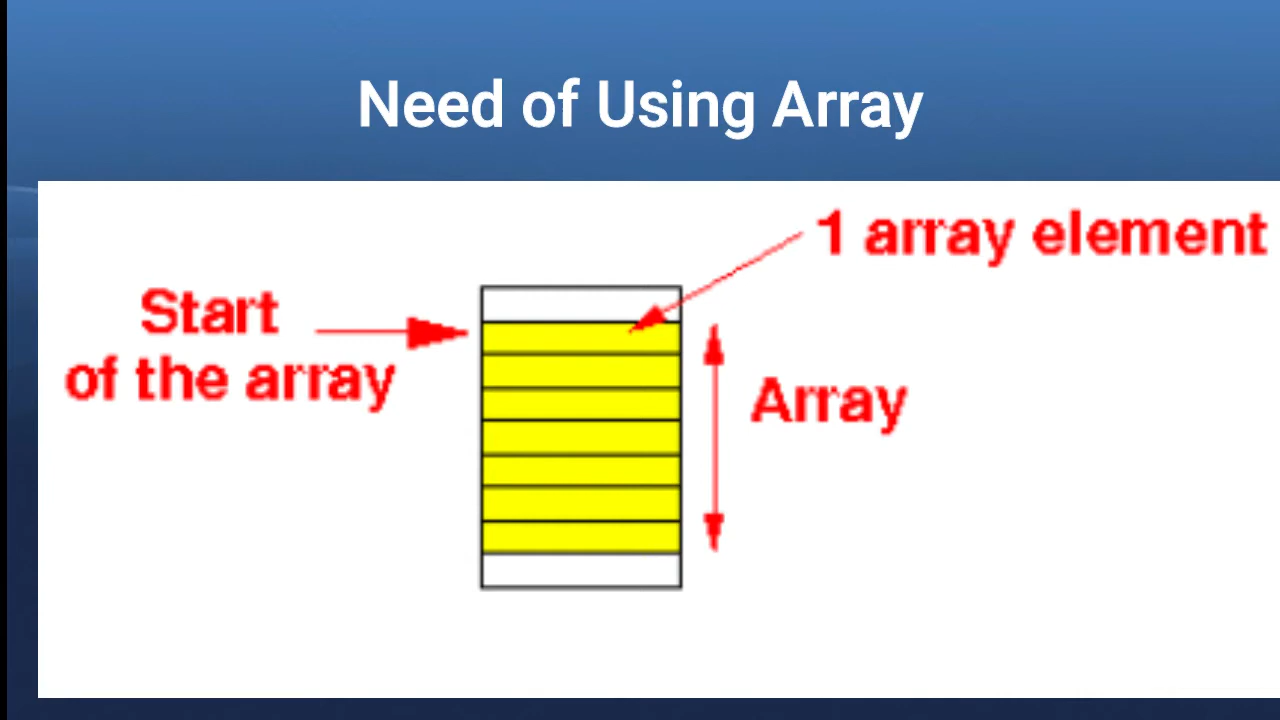 Need of Using Array
1 array element
Start
of the array
Array